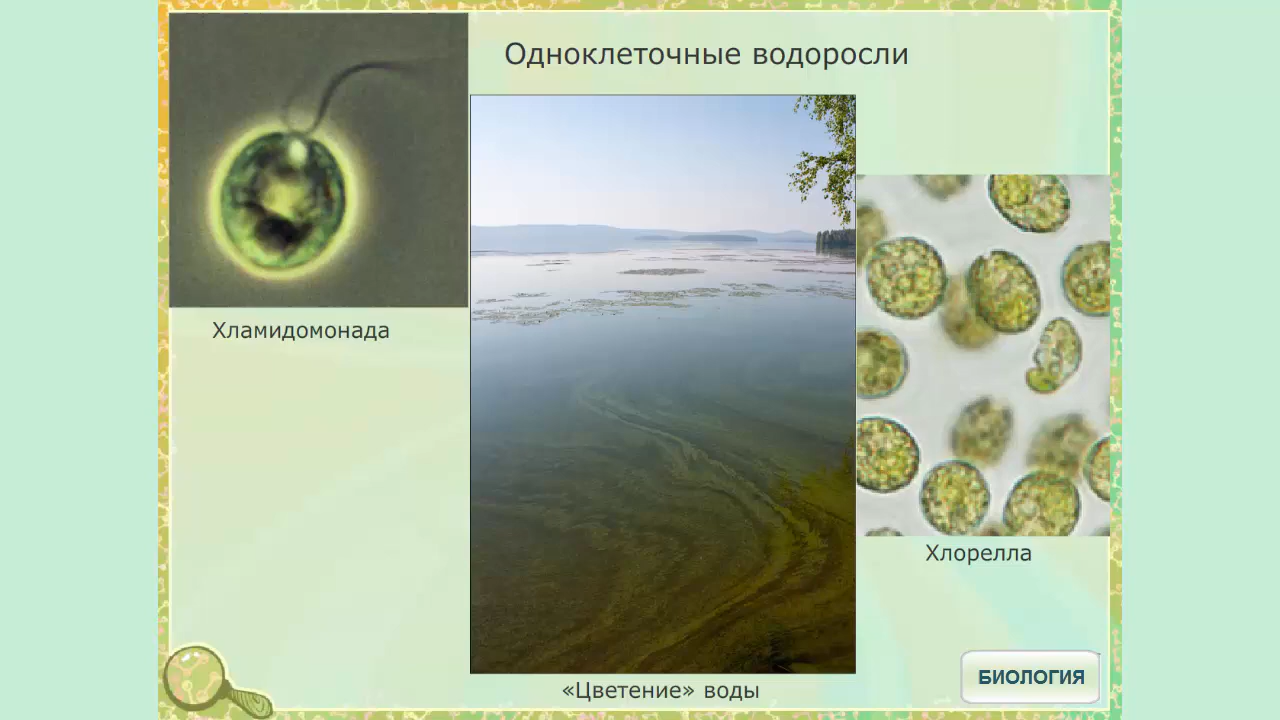 Одноклеточные водоросли
Хламидомонада
Хлорелла
«Цветение» воды
БИОЛОГИЯ